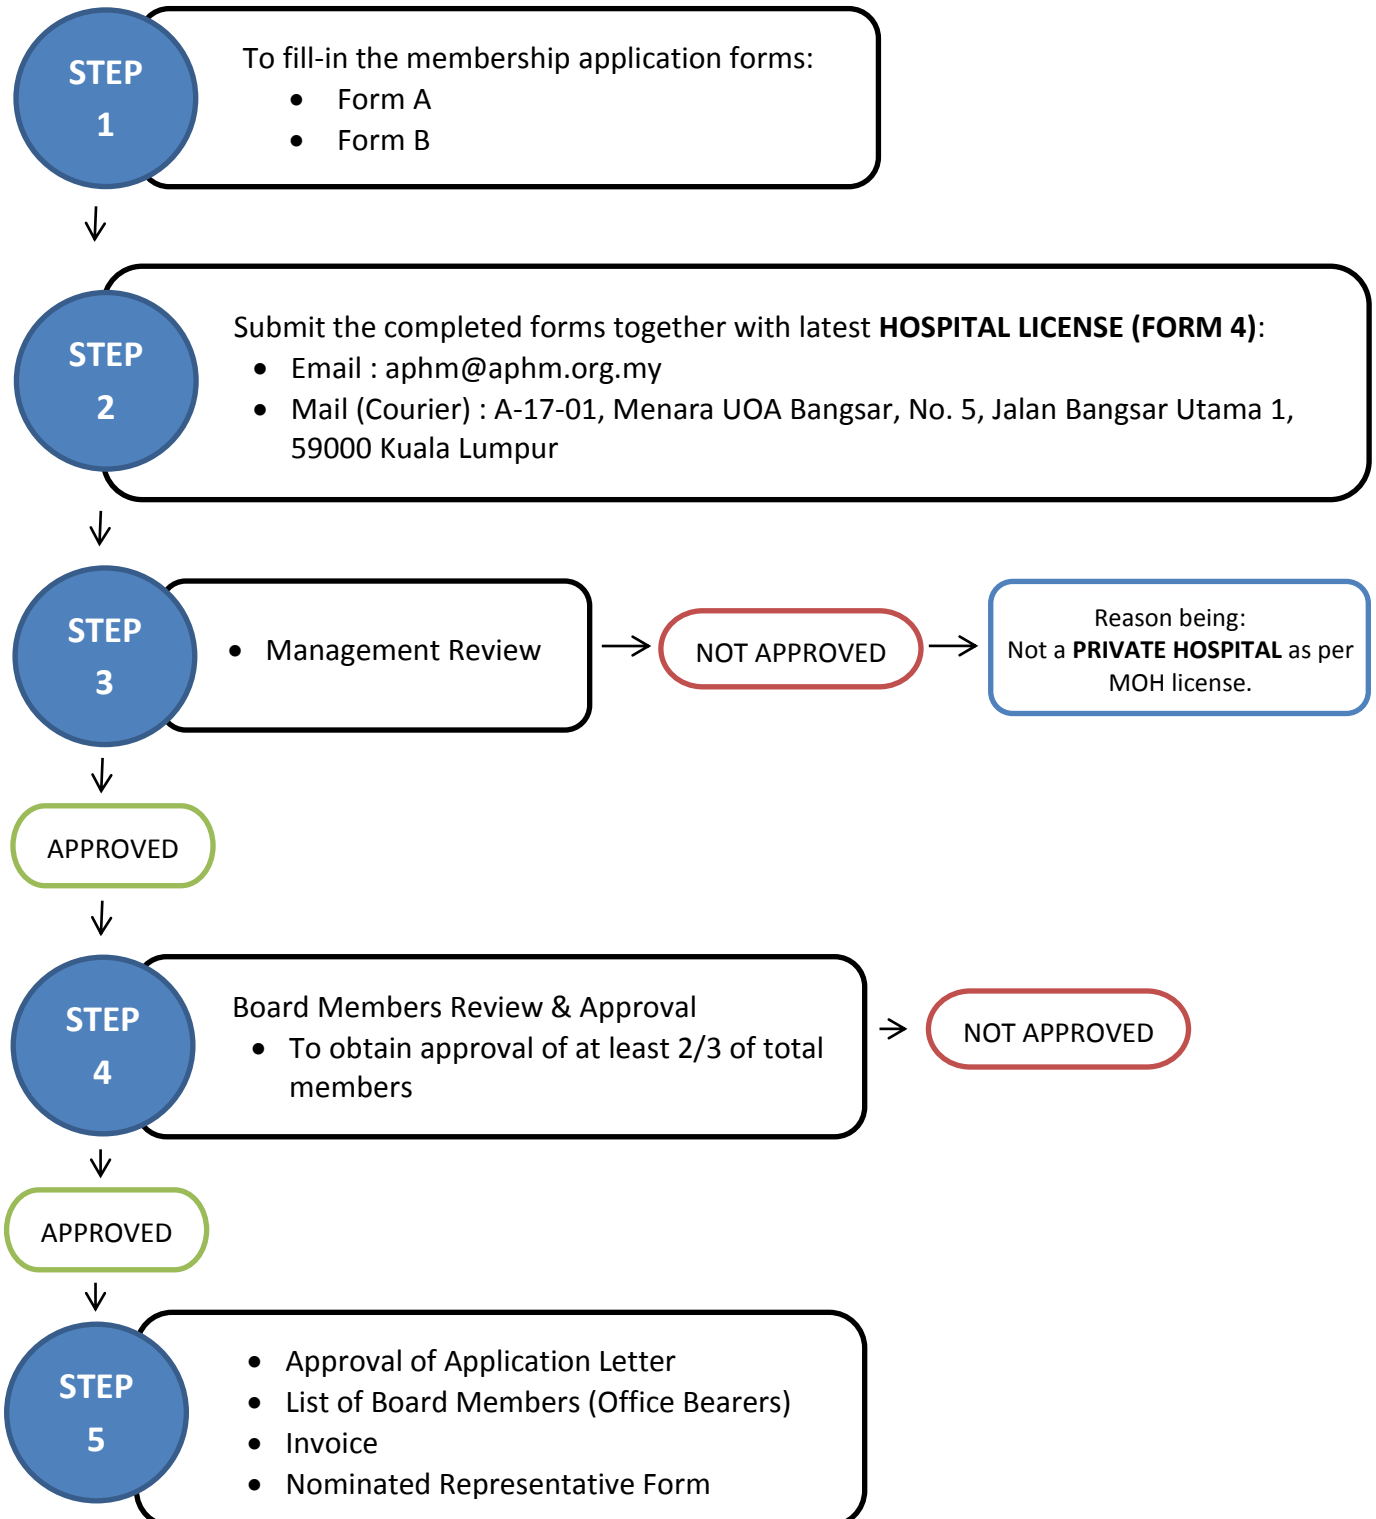 STEP
1
To fill-in the membership application forms:
• Form A
• Form B
STEP
2
Submit the completed forms together with latest HOSPITAL LICENSE (FORM 4):
• Email : aphm@aphm.org.my
• Mail (Courier) : A-17-01, Menara UOA Bangsar, No. 5, Jalan Bangsar Utama 1,
59000 Kuala Lumpur
STEP
3
• Management Review
NOT APPROVED
Reason being:
Not a PRIVATE HOSPITAL as per
MOH license.
APPROVED
STEP
4
Board Members Review & Approval
• To obtain approval of at least 2/3 of total
members
NOT APPROVED
APPROVED
STEP
5
• Approval of Application Letter
• List of Board Members (Office Bearers)
• Invoice
• Nominated Representative Form